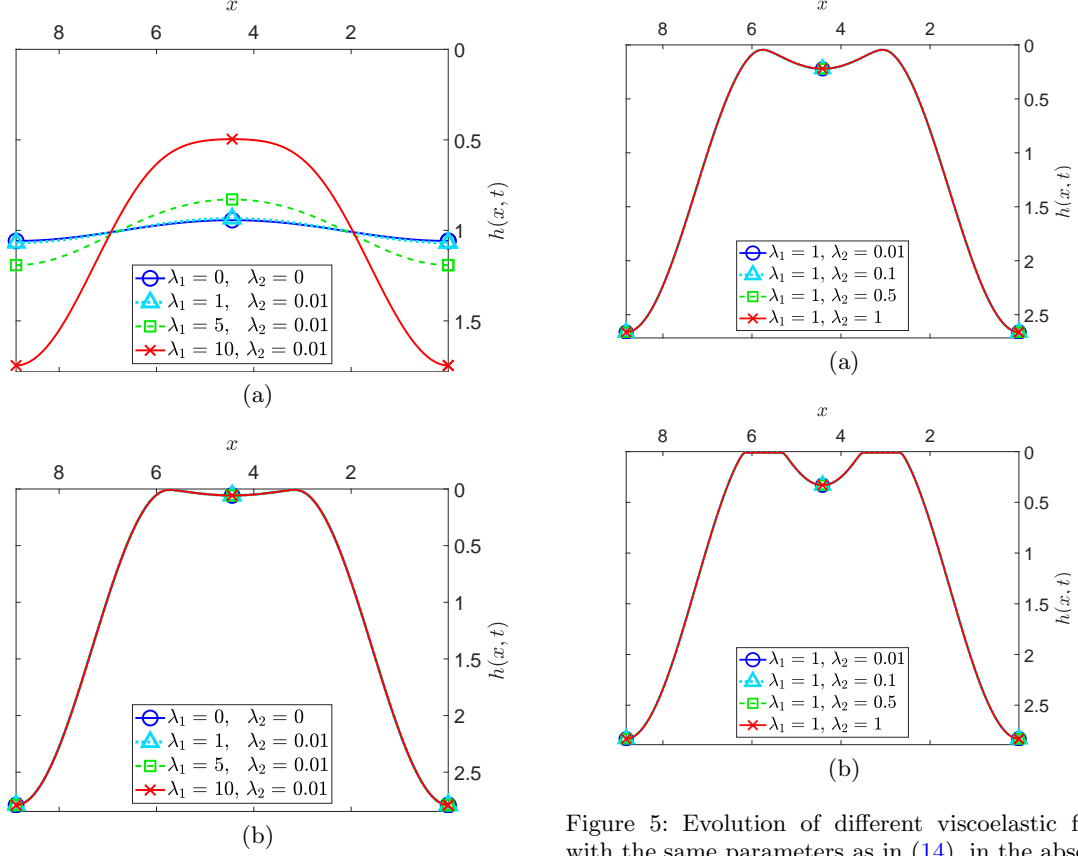 x
8 6 4 2 0
0.5
1
1.5
h(x, t)
λ₁ = 0, λ₂ = 0
λ₁ = 1, λ₂ = 0.01
λ₁ = 5, λ₂ = 0.01
λ₁ = 10, λ₂ = 0.01
(a)
x
8 6 4 2 0
0.5
1
1.5
2
2.5
h(x, t)
λ₁ = 0, λ₂ = 0
λ₁ = 1, λ₂ = 0.01
λ₁ = 5, λ₂ = 0.01
λ₁ = 10, λ₂ = 0.01
(b)
x
8 6 4 2 0
0.5
1
1.5
2
2.5
h(x, t)
λ₁ = 1, λ₂ = 0.01
λ₁ = 1, λ₂ = 0.1
λ₁ = 1, λ₂ = 0.5
λ₁ = 1, λ₂ = 1
(a)
x
8 6 4 2 0
0.5
1
1.5
2
2.5
h(x, t)
λ₁ = 1, λ₂ = 0.01
λ₁ = 1, λ₂ = 0.1
λ₁ = 1, λ₂ = 0.5
λ₁ = 1, λ₂ = 1
(b)
Figure 5: Evolution of different viscoelastic
with the same parameters as in (14), in the